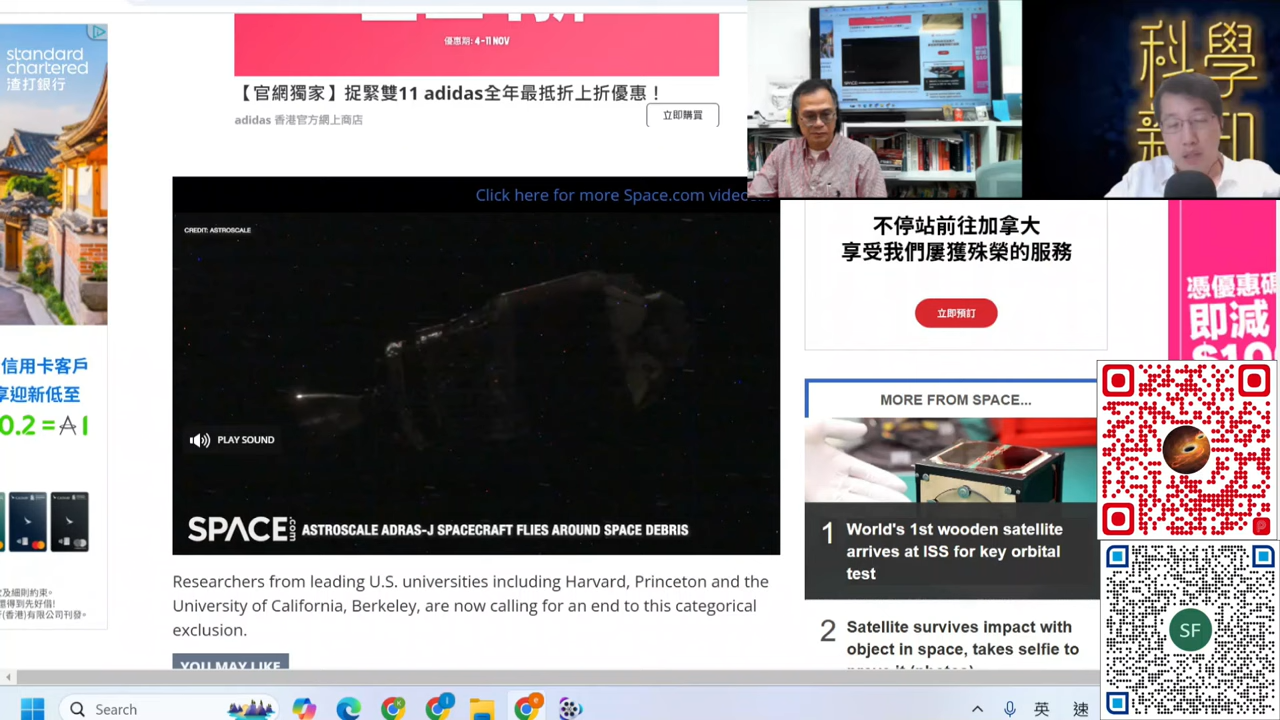 standard
chartered
渣打銀行
信用卡客戶
享迎新低至
0.2 =
優惠期: 4-11 NOV
【官網獨家】捉緊雙11 adidas全年最抵折上折優惠！
adidas 香港官方網上商店
立即購買
Click here for more Space.com video
CREDIT: ASTROSCALE
PLAY SOUND
SPACE.com ASTROSCALE ADRAS-J SPACECRAFT FLIES AROUND SPACE DEBRIS
Researchers from leading U.S. universities including Harvard, Princeton and the
University of California, Berkeley, are now calling for an end to this categorical
exclusion.
YOU MAY LIKE
科學
新知
不停站前往加拿大
享受我們屢獲殊榮的服務
立即預訂
憑優惠碼
即減
MORE FROM SPACE...
1 World's 1st wooden satellite
arrives at ISS for key orbital
test
2 Satellite survives impact with
object in space, takes selfie to
SF
Search
英
速